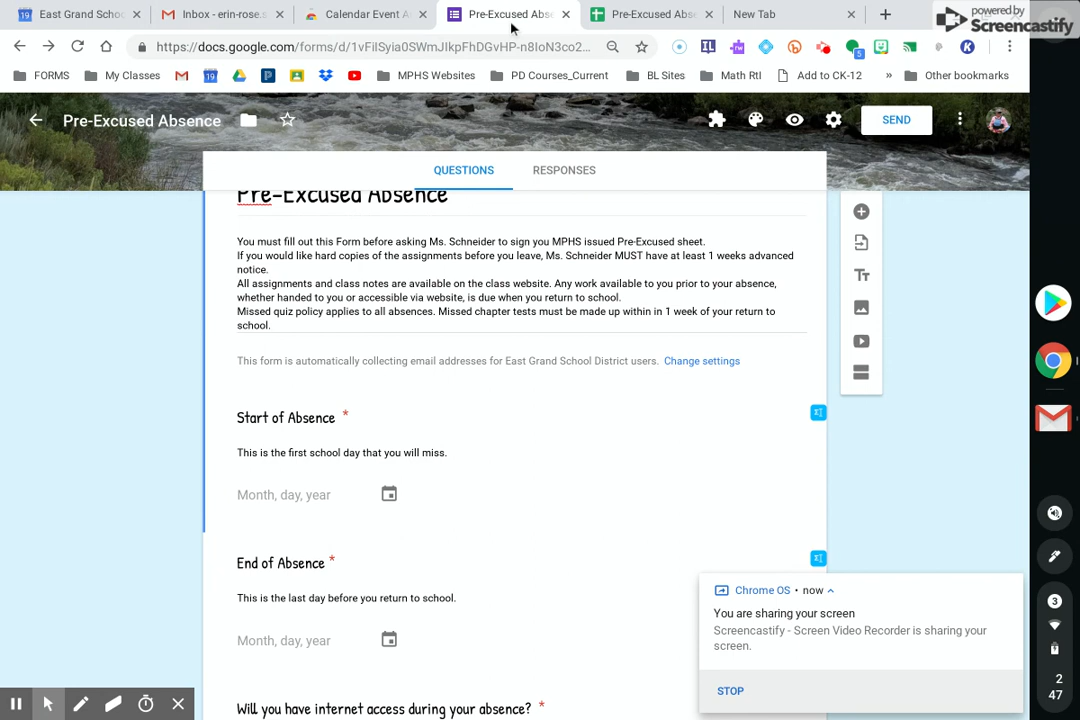 East Grand Schoo
Inbox - erin-rose.s
Calendar Event A
Pre-Excused Abse
Pre-Excused Abse
New Tab
powered by
Screencastify
https://docs.google.com/forms/d/1vFilSyia0SWmJIkpFhDGvHP-n8IoN3co2...
FORMS
My Classes
MPHS Websites
PD Courses_Current
BL Sites
Math RtI
Add to CK-12
»
Other bookmarks
Pre-Excused Absence
SEND
QUESTIONS
RESPONSES
Pre-Excused Absence
You must fill out this Form before asking Ms. Schneider to sign you MPHS issued Pre-Excused sheet.
If you would like hard copies of the assignments before you leave, Ms. Schneider MUST have at least 1 weeks advanced
notice.
All assignments and class notes are available on the class website. Any work available to you prior to your absence,
whether handed to you or accessible via website, is due when you return to school.
Missed quiz policy applies to all absences. Missed chapter tests must be made up within in 1 week of your return to
school.
This form is automatically collecting email addresses for East Grand School District users. Change settings
Start of Absence *
This is the first school day that you will miss.
Month, day, year
End of Absence *
This is the last day before you return to school.
Month, day, year
Will you have internet access during your absence? *
Chrome OS • now
You are sharing your screen
Screencastify - Screen Video Recorder is sharing your
screen.
STOP
3
2
47